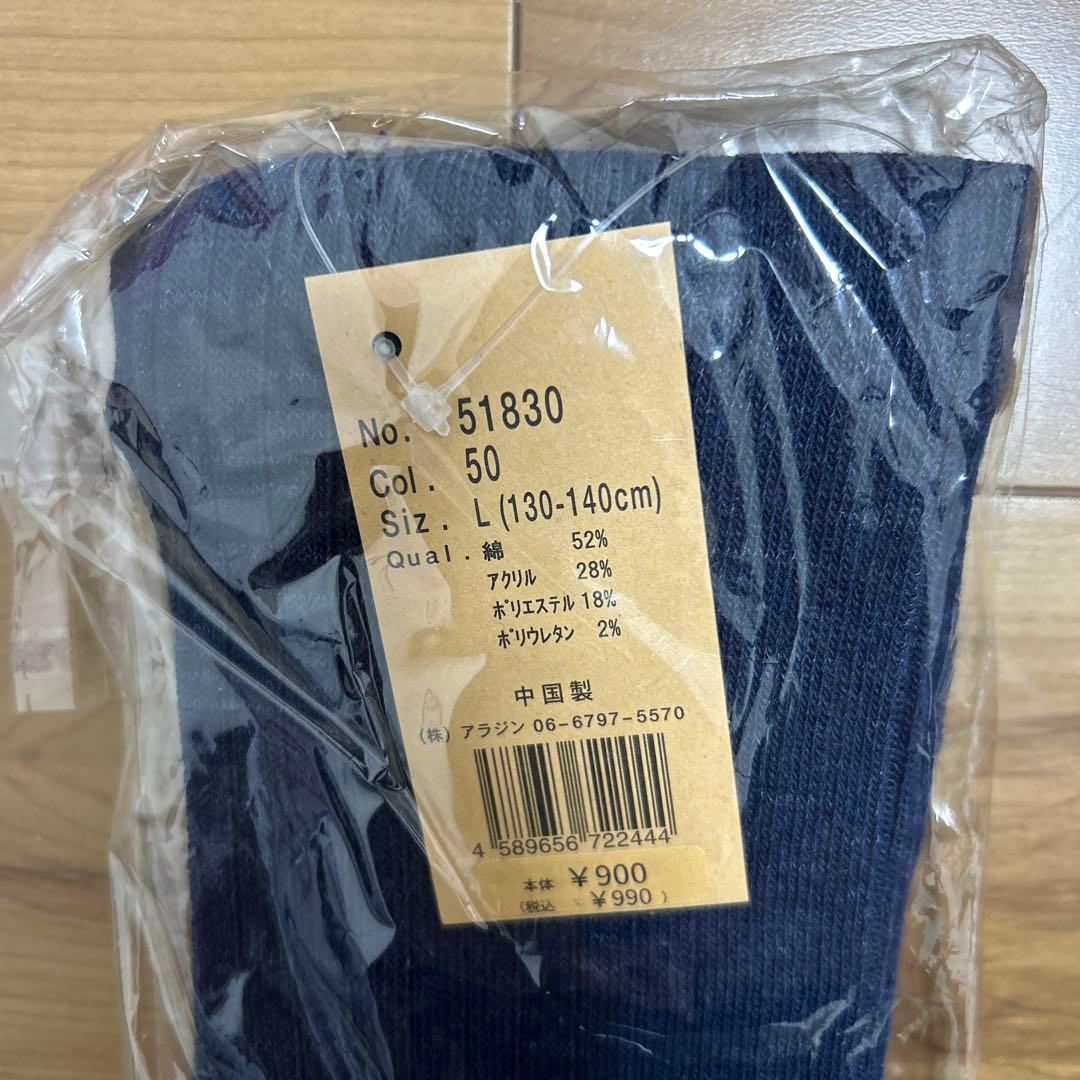 No. 51830
Col. 50
Siz. L(130-140cm)
Qual. 綿 52%
アクリル 28%
ポリエステル 18%
ポリウレタン 2%
中国製
(株)アラジン 06-6797-5570
4 589656 722444
本体 ¥900
(税込 ¥990)